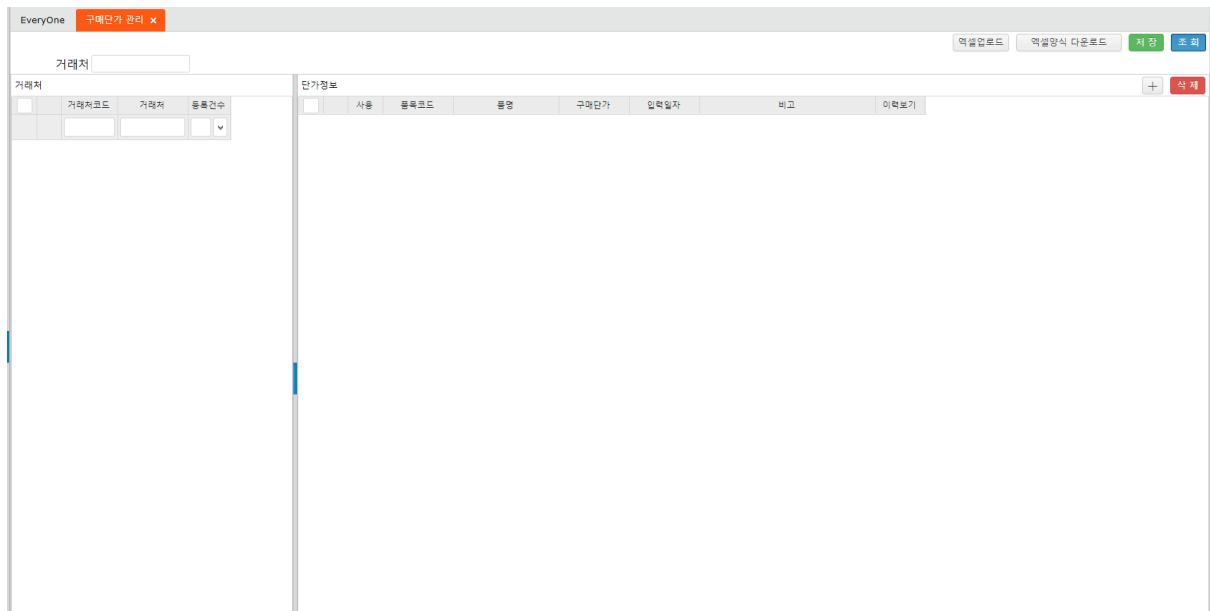 EveryOne 구매단가 관리 x
엑셀업로드 엑셀양식 다운로드 저 장 조 회
거래처
거래처 단가정보 + 삭 제
거래처코드 거래처 등록건수 사용 품목코드 품명 구매단가 입력일자 비고 이력보기